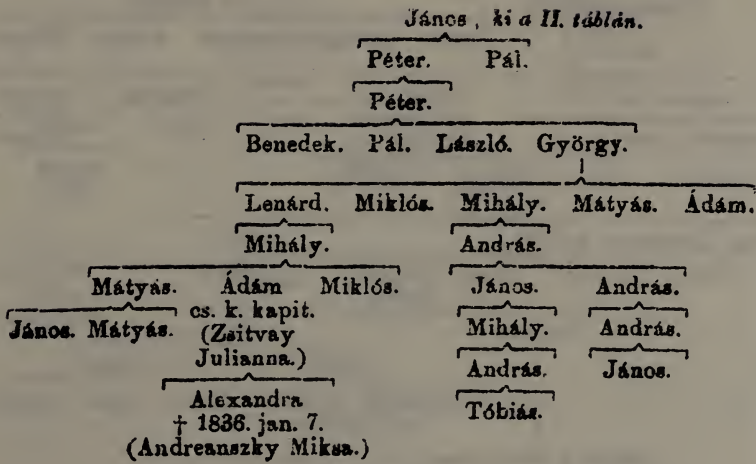 János, ki a II. táblán.
Péter. Pál.
Péter.
Benedek. Pál. László. György.
Lenárd. Miklós. Mihály. Mátyás. Ádám.
Mihály. András.
Mátyás. Ádám Miklós. János. András.
cs. k. kapit.
János. Mátyás. (Zsitvay Mihály. András.
Julianna.) András. János.
Alexandra Tóbiás.
† 1836. jan. 7.
(Andreanszky Miksa.)